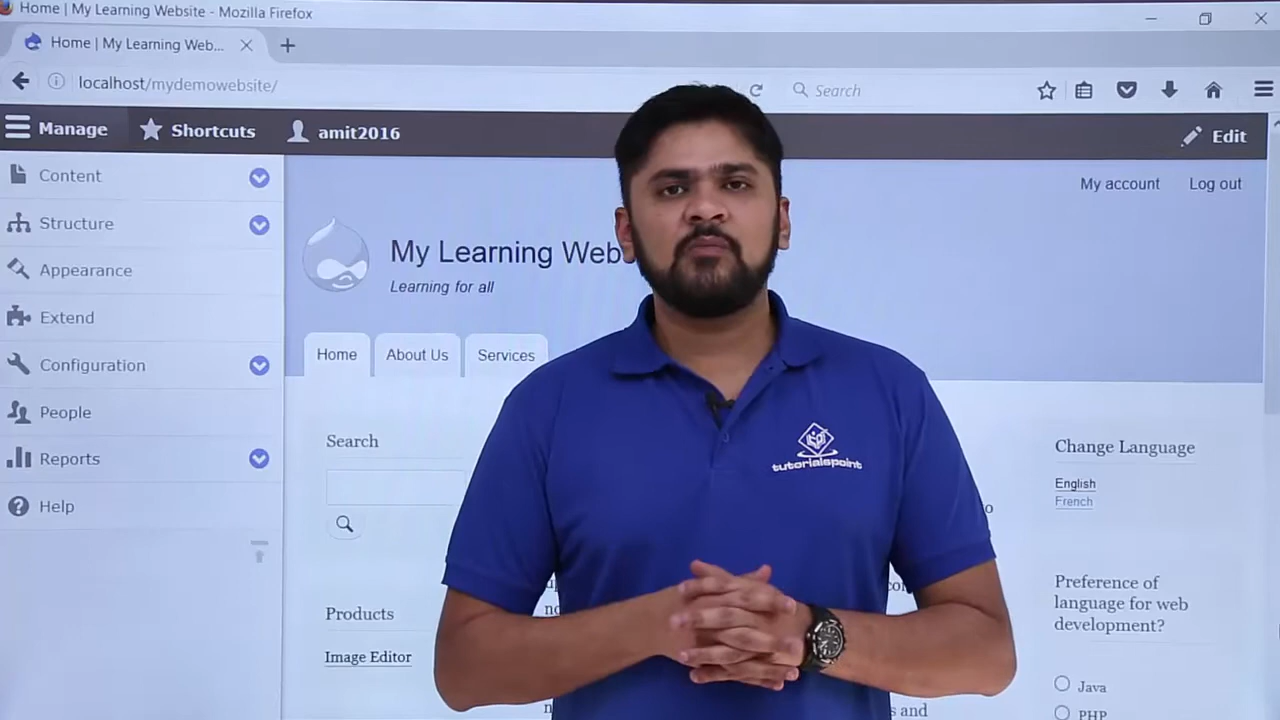 Home | My Learning Website - Mozilla Firefox
Home | My Learning Web...
localhost/mydemowebsite/
Search
Manage
Shortcuts
amit2016
Edit
Content
Structure
Appearance
Extend
Configuration
People
Reports
Help
My account
Log out
My Learning Web
Learning for all
Home
About Us
Services
Search
Products
Image Editor
tutorialspoint
Change Language
English
French
Preference of
language for web
development?
Java
PHP
s and